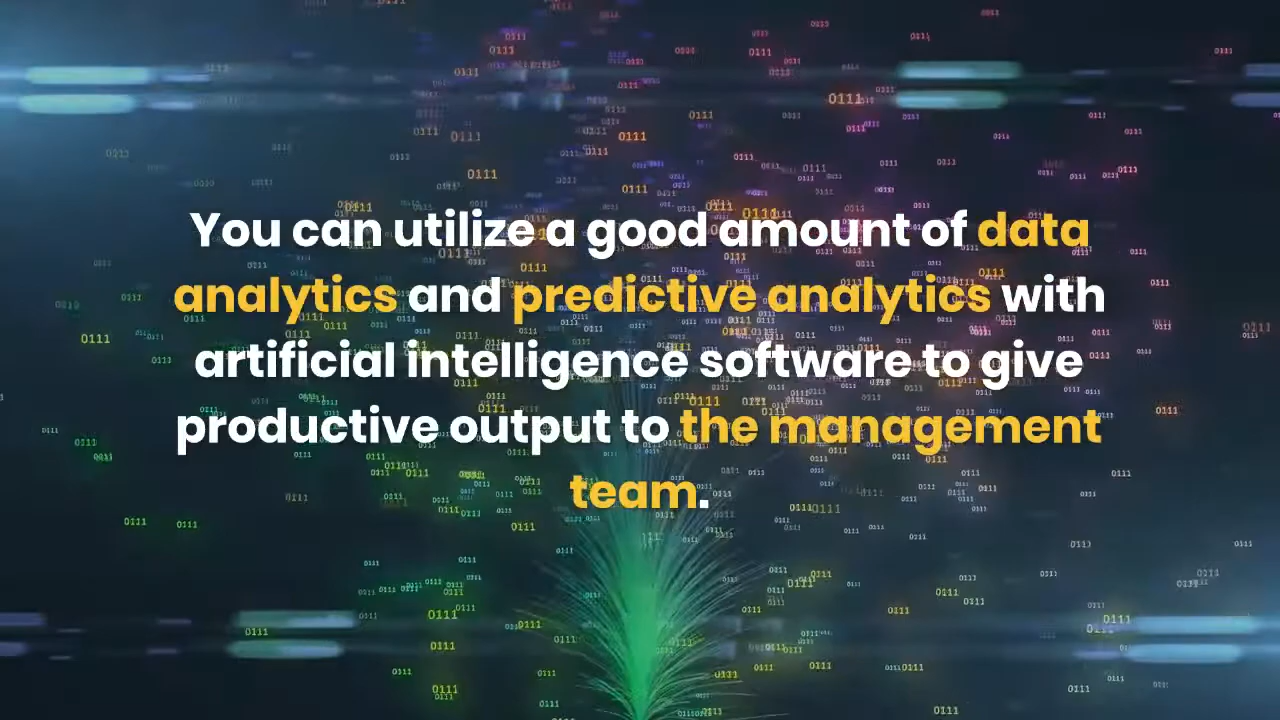 You can utilize a good amount of data
analytics and predictive analytics with
artificial intelligence software to give
productive output to the management
team.